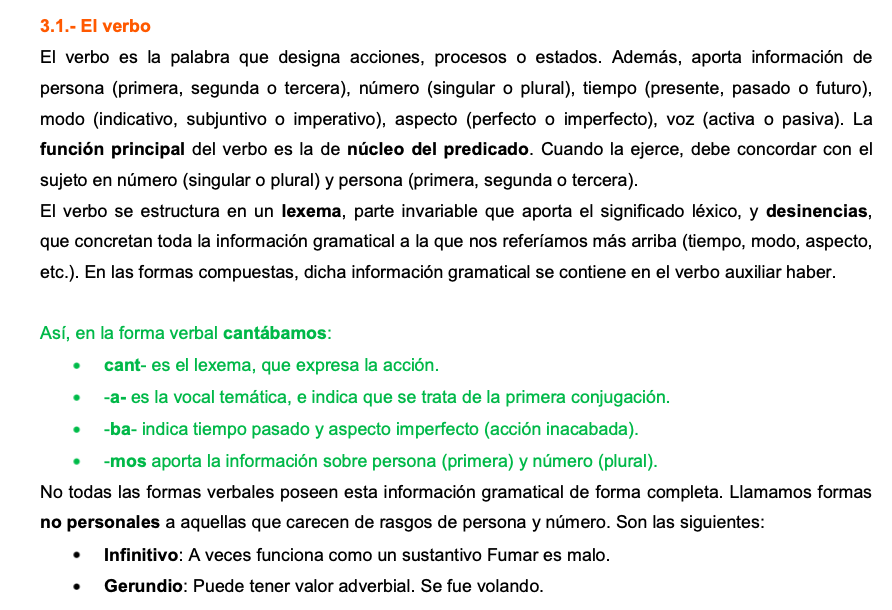 3.1.- El verbo
El verbo es la palabra que designa acciones, procesos o estados. Además, aporta información de
persona (primera, segunda o tercera), número (singular o plural), tiempo (presente, pasado o futuro),
modo (indicativo, subjuntivo o imperativo), aspecto (perfecto o imperfecto), voz (activa o pasiva). La
función principal del verbo es la de núcleo del predicado. Cuando la ejerce, debe concordar con el
sujeto en número (singular o plural) y persona (primera, segunda o tercera).
El verbo se estructura en un lexema, parte invariable que aporta el significado léxico, y desinencias,
que concretan toda la información gramatical a la que nos referíamos más arriba (tiempo, modo, aspecto,
etc.). En las formas compuestas, dicha información gramatical se contiene en el verbo auxiliar haber.
Así, en la forma verbal cantábamos:
• cant- es el lexema, que expresa la acción.
• -a- es la vocal temática, e indica que se trata de la primera conjugación.
• -ba- indica tiempo pasado y aspecto imperfecto (acción inacabada).
• -mos aporta la información sobre persona (primera) y número (plural).
No todas las formas verbales poseen esta información gramatical de forma completa. Llamamos formas
no personales a aquellas que carecen de rasgos de persona y número. Son las siguientes:
• Infinitivo: A veces funciona como un sustantivo Fumar es malo.
• Gerundio: Puede tener valor adverbial. Se fue volando.